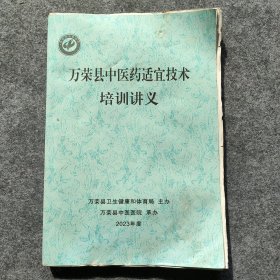 万荣县中医药适宜技术
培训讲义
万荣县卫生健康和体育局 主办
万荣县中医医院 承办
2023年度